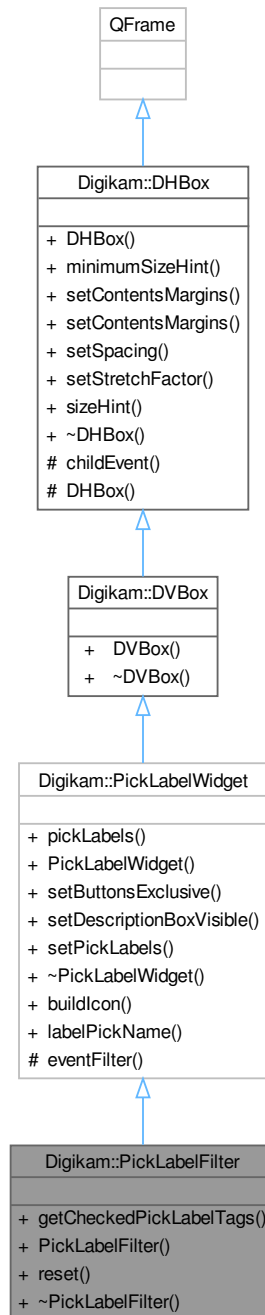 QFrame
Digikam::DHBox
+ DHBox()
+ minimumSizeHint()
+ setContentsMargins()
+ setContentsMargins()
+ setSpacing()
+ setStretchFactor()
+ sizeHint()
+ ~DHBox()
# childEvent()
# DHBox()
Digikam::DVBox
+ DVBox()
+ ~DVBox()
Digikam::PickLabelWidget
+ pickLabels()
+ PickLabelWidget()
+ setButtonsExclusive()
+ setDescriptionBoxVisible()
+ setPickLabels()
+ ~PickLabelWidget()
+ buildIcon()
+ labelPickName()
# eventFilter()
Digikam::PickLabelFilter
+ getCheckedPickLabelTags()
+ PickLabelFilter()
+ reset()
+ ~PickLabelFilter()